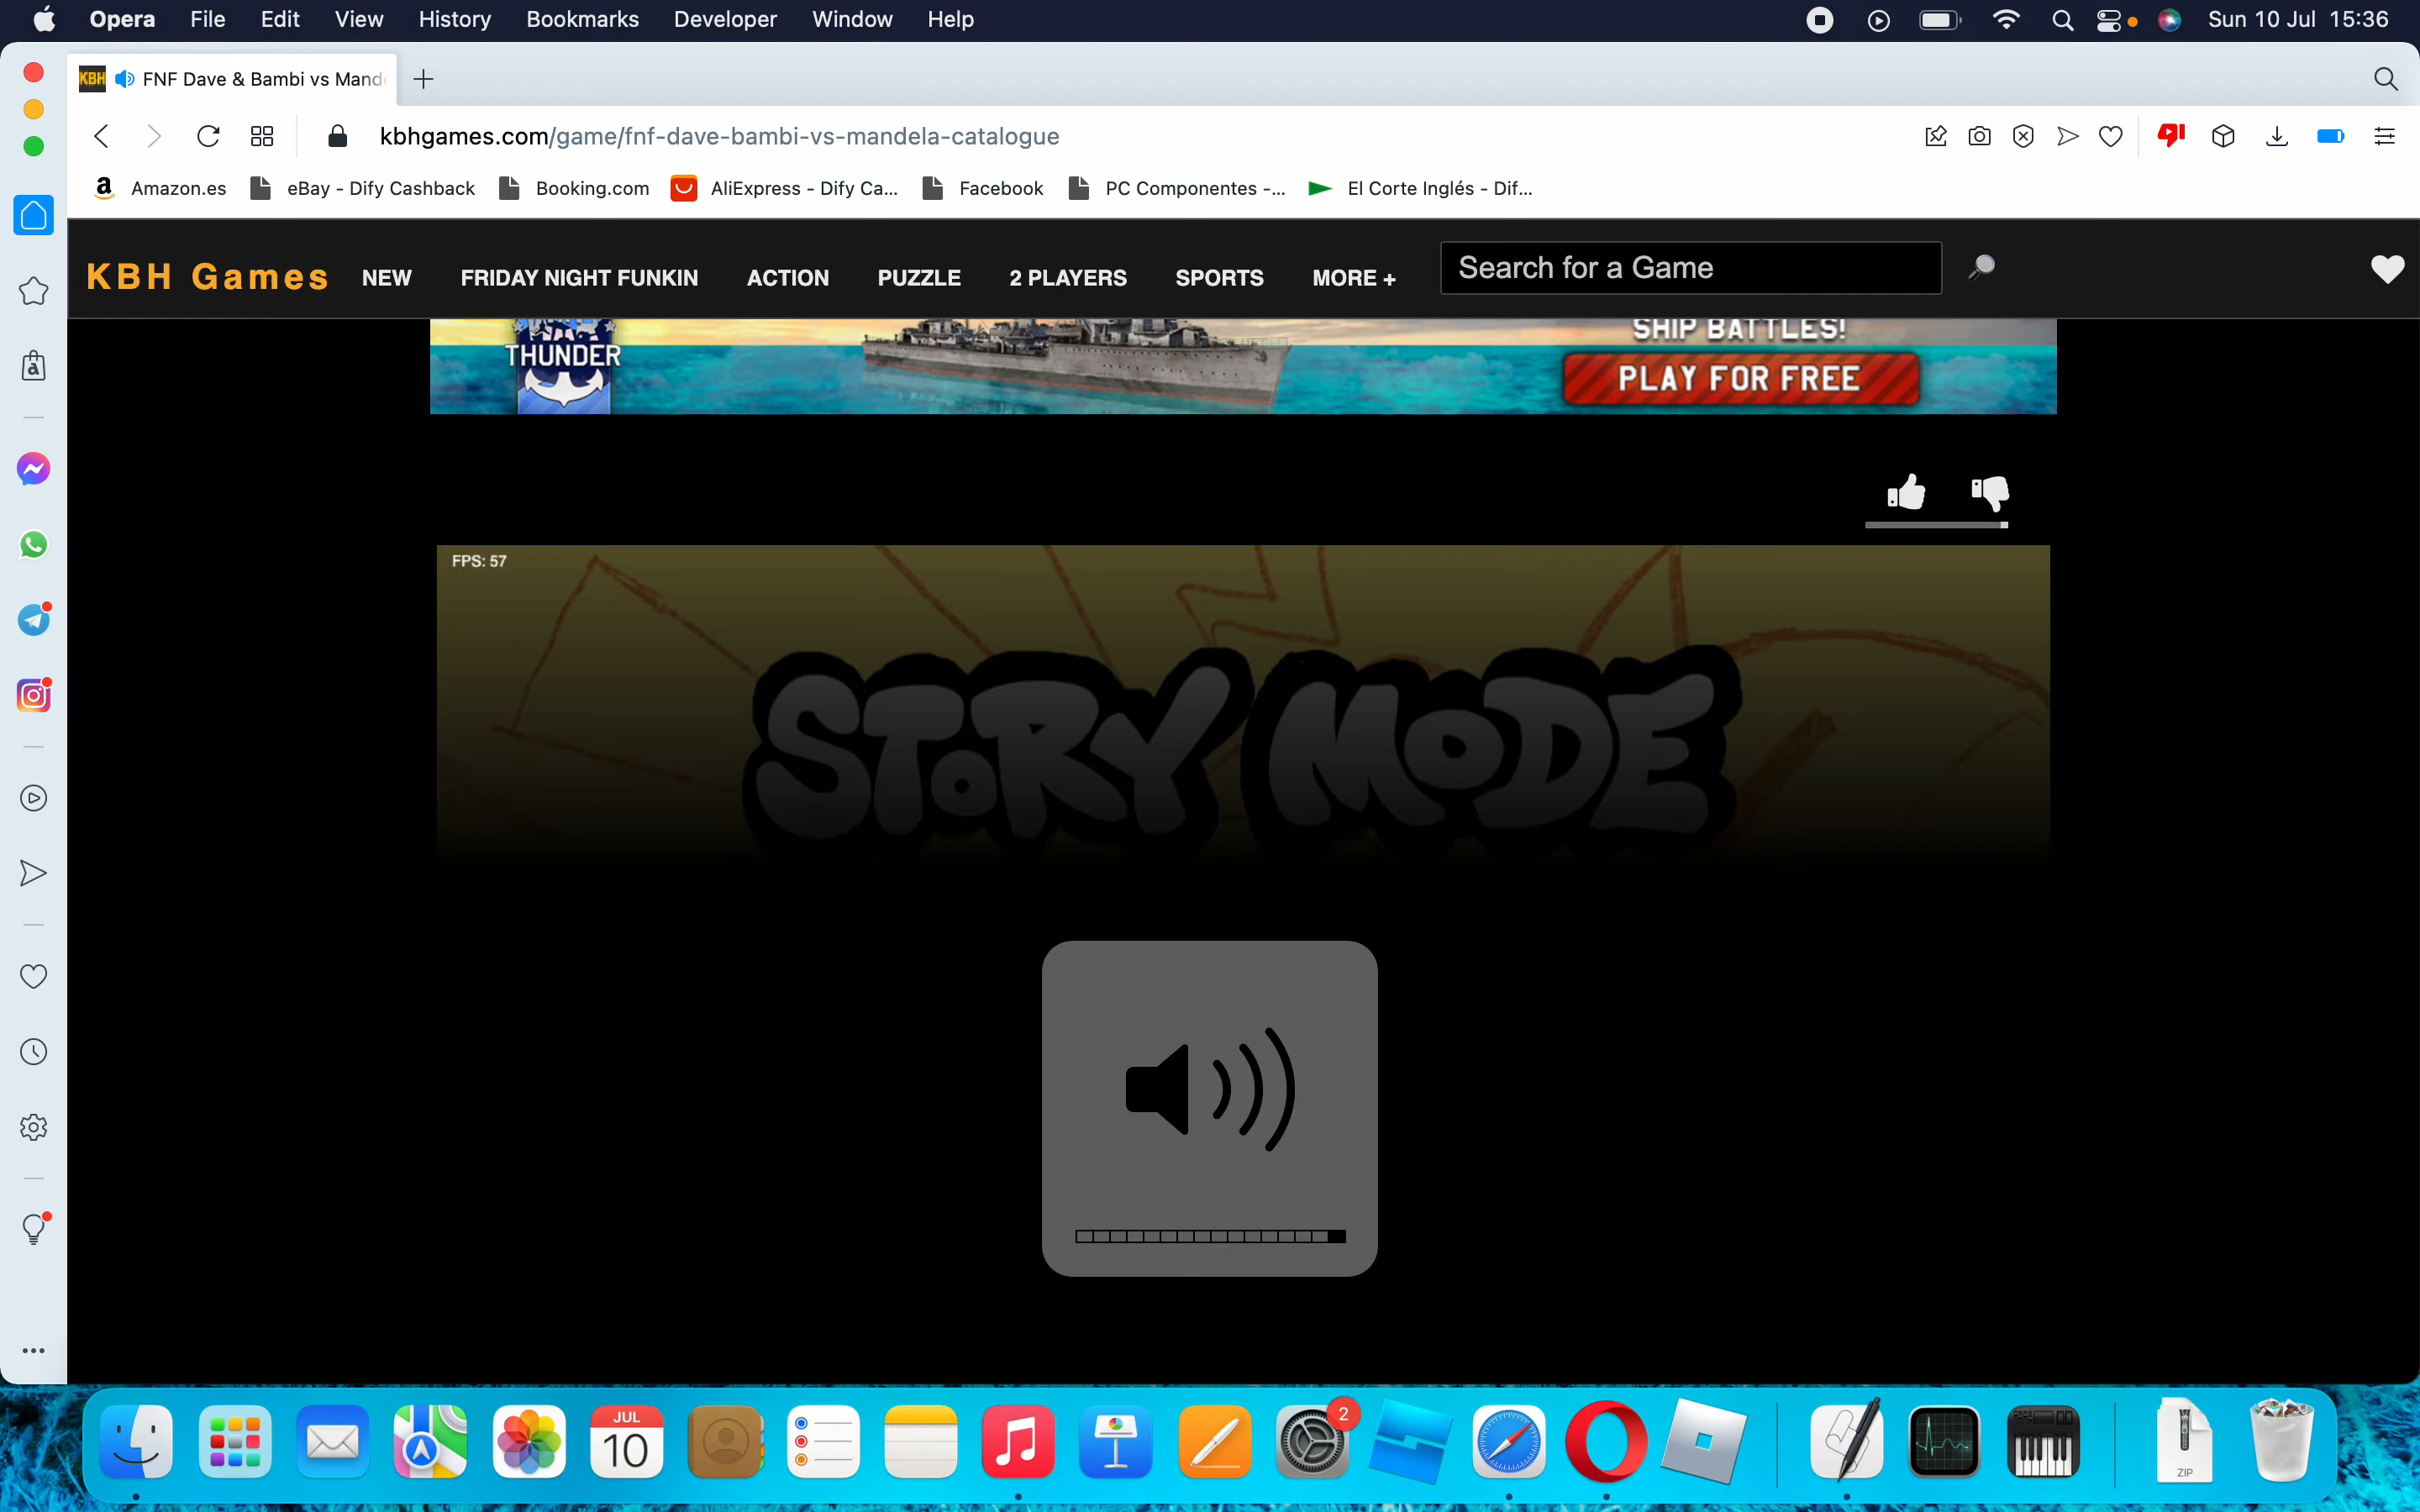 Opera File Edit View History Bookmarks Developer Window Help Sun 10 Jul 15:36
KBH FNF Dave & Bambi vs Mand
kbhgames.com/game/fnf-dave-bambi-vs-mandela-catalogue
Amazon.es eBay - Dify Cashback Booking.com AliExpress - Dify Ca... Facebook PC Componentes -... El Corte Inglés - Dif...
KBH Games NEW FRIDAY NIGHT FUNKIN ACTION PUZZLE 2 PLAYERS SPORTS MORE + Search for a Game
THUNDER SHIP BATTLES!
PLAY FOR FREE
FPS: 57
STORY MODE
JUL
10
2
ZIP